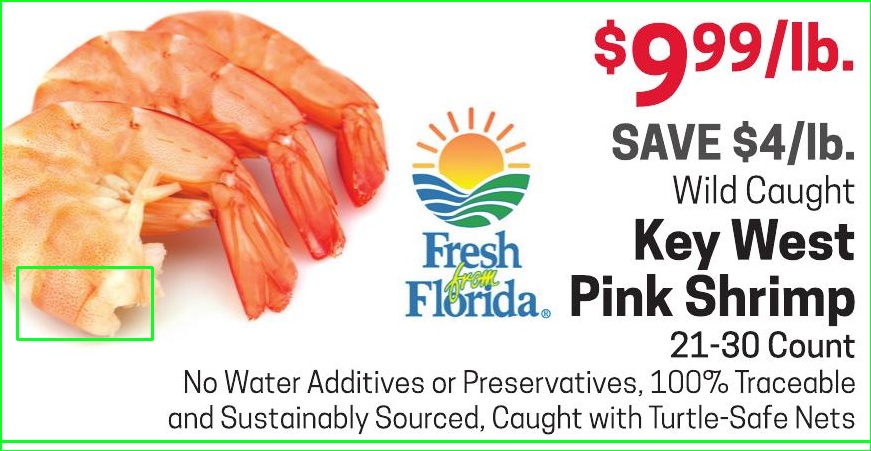 $9.99/lb.
SAVE $4/lb.
Wild Caught
Key West
Pink Shrimp
21-30 Count
Fresh
from
Florida®
No Water Additives or Preservatives, 100% Traceable
and Sustainably Sourced, Caught with Turtle-Safe Nets